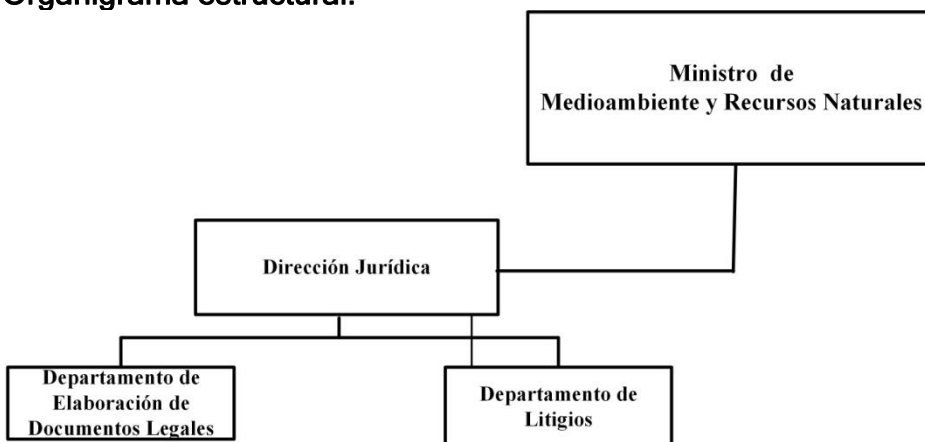 Organigrama estructural.
Ministro de
Medioambiente y Recursos Naturales
Dirección Jurídica
Departamento de
Elaboración de
Documentos Legales
Departamento de
Litigios